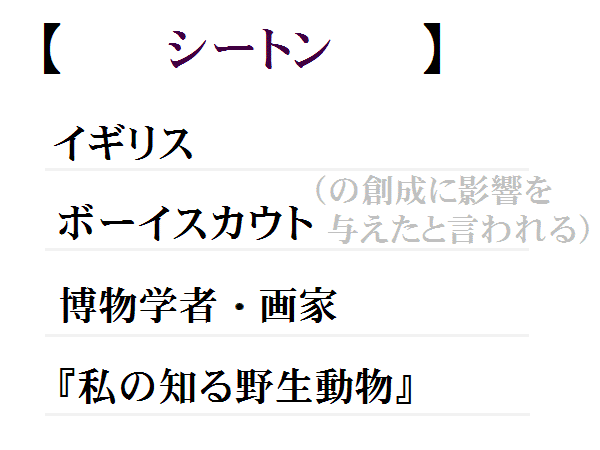 【 シートン 】
イギリス
ボーイスカウト
（の創成に影響を
与えたと言われる）
博物学者・画家
『私の知る野生動物』